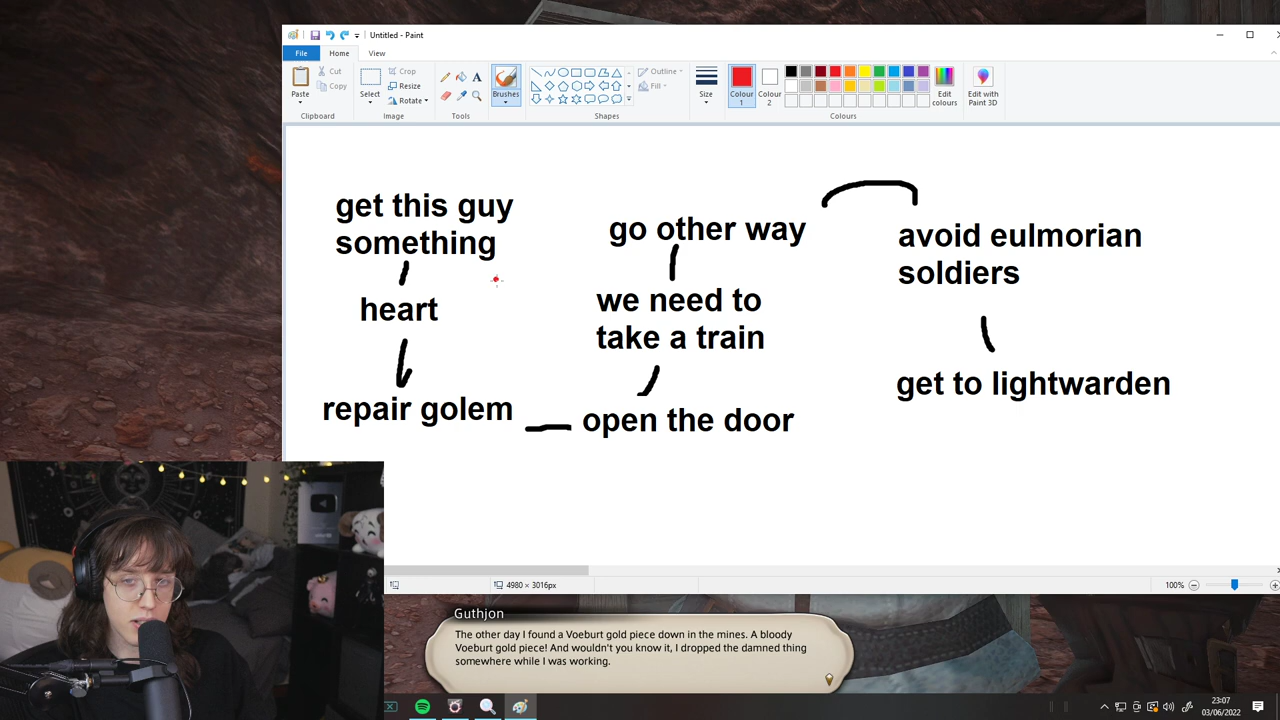 Untitled - Paint
File
Home
View
Paste
Cut
Copy
Clipboard
Select
Crop
Resize
Rotate
Image
Tools
Brushes
Shapes
Outline
Fill
Size
Colour 1
Colour 2
Edit colours
Edit with Paint 3D
Colours
get this guy
something
heart
repair golem
go other way
we need to
take a train
open the door
avoid eulmorian
soldiers
get to lightwarden
4980 × 3016px
100%
Guthjon
The other day I found a Voeburt gold piece down in the mines. A bloody
Voeburt gold piece! And wouldn't you know it, I dropped the damned thing
somewhere while I was working.
23:07
03/06/2022